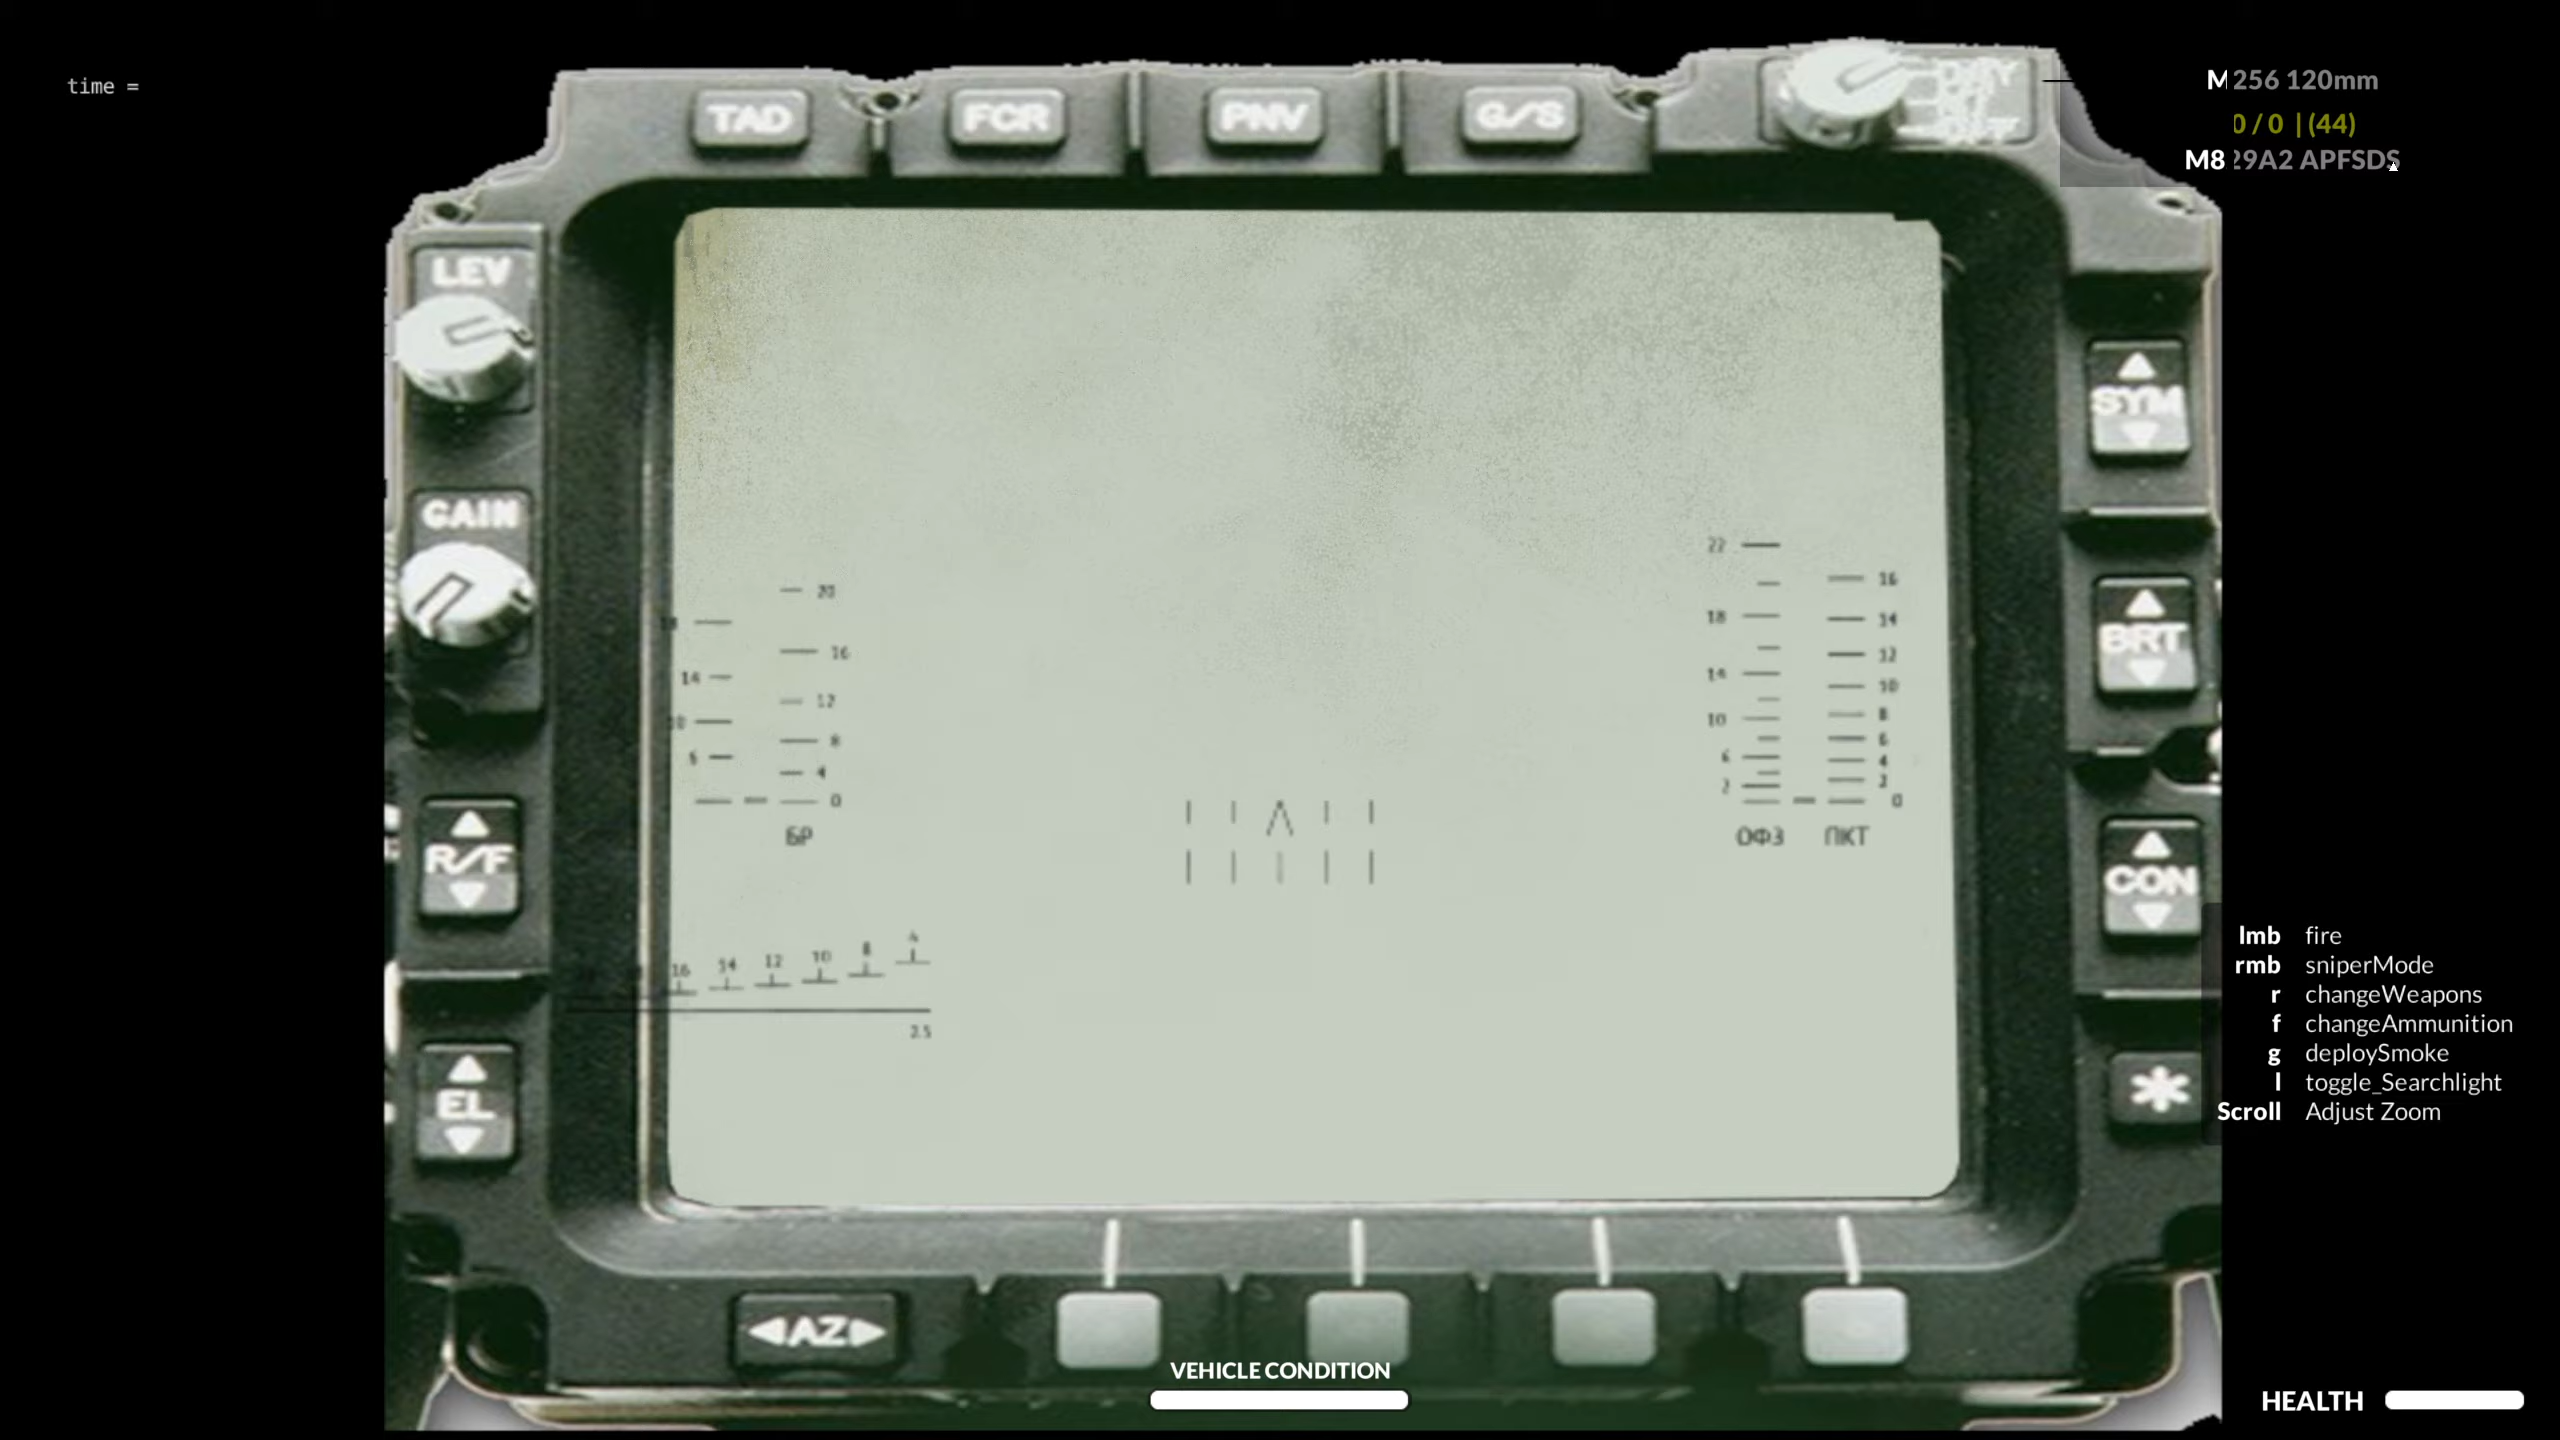 time =
TAD
FCR
PNV
G/S
M256 120mm
0 / 0 | (44)
M829A2 APFSDS
LEV
GAIN
R/F
EL
SYM
BRT
CON
*
20
16
12
8
4
0
14
БР
22
18
14
10
6
2
ОФЗ
16
14
12
10
8
6
4
2
0
ПКТ
16 14 12 10 8 4
2.5
lmb fire
rmb sniperMode
r changeWeapons
f changeAmmunition
g deploySmoke
l toggle_Searchlight
Scroll Adjust Zoom
AZ
VEHICLE CONDITION
HEALTH